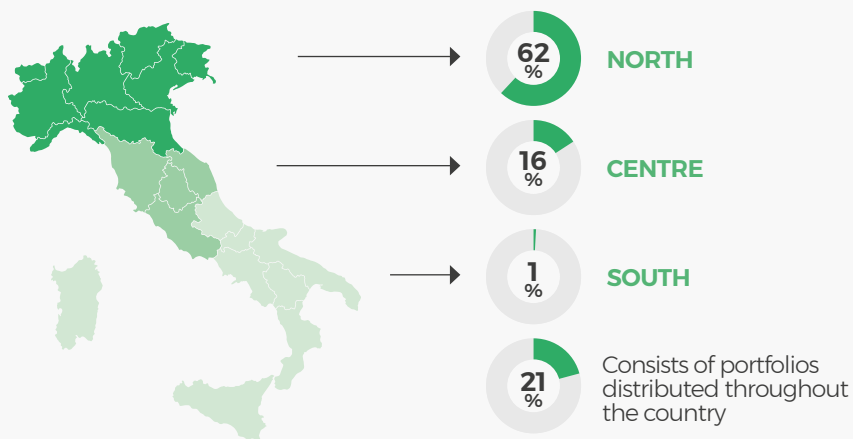 62
%
NORTH
16
%
CENTRE
1
%
SOUTH
21
%
Consists of portfolios
distributed throughout
the country